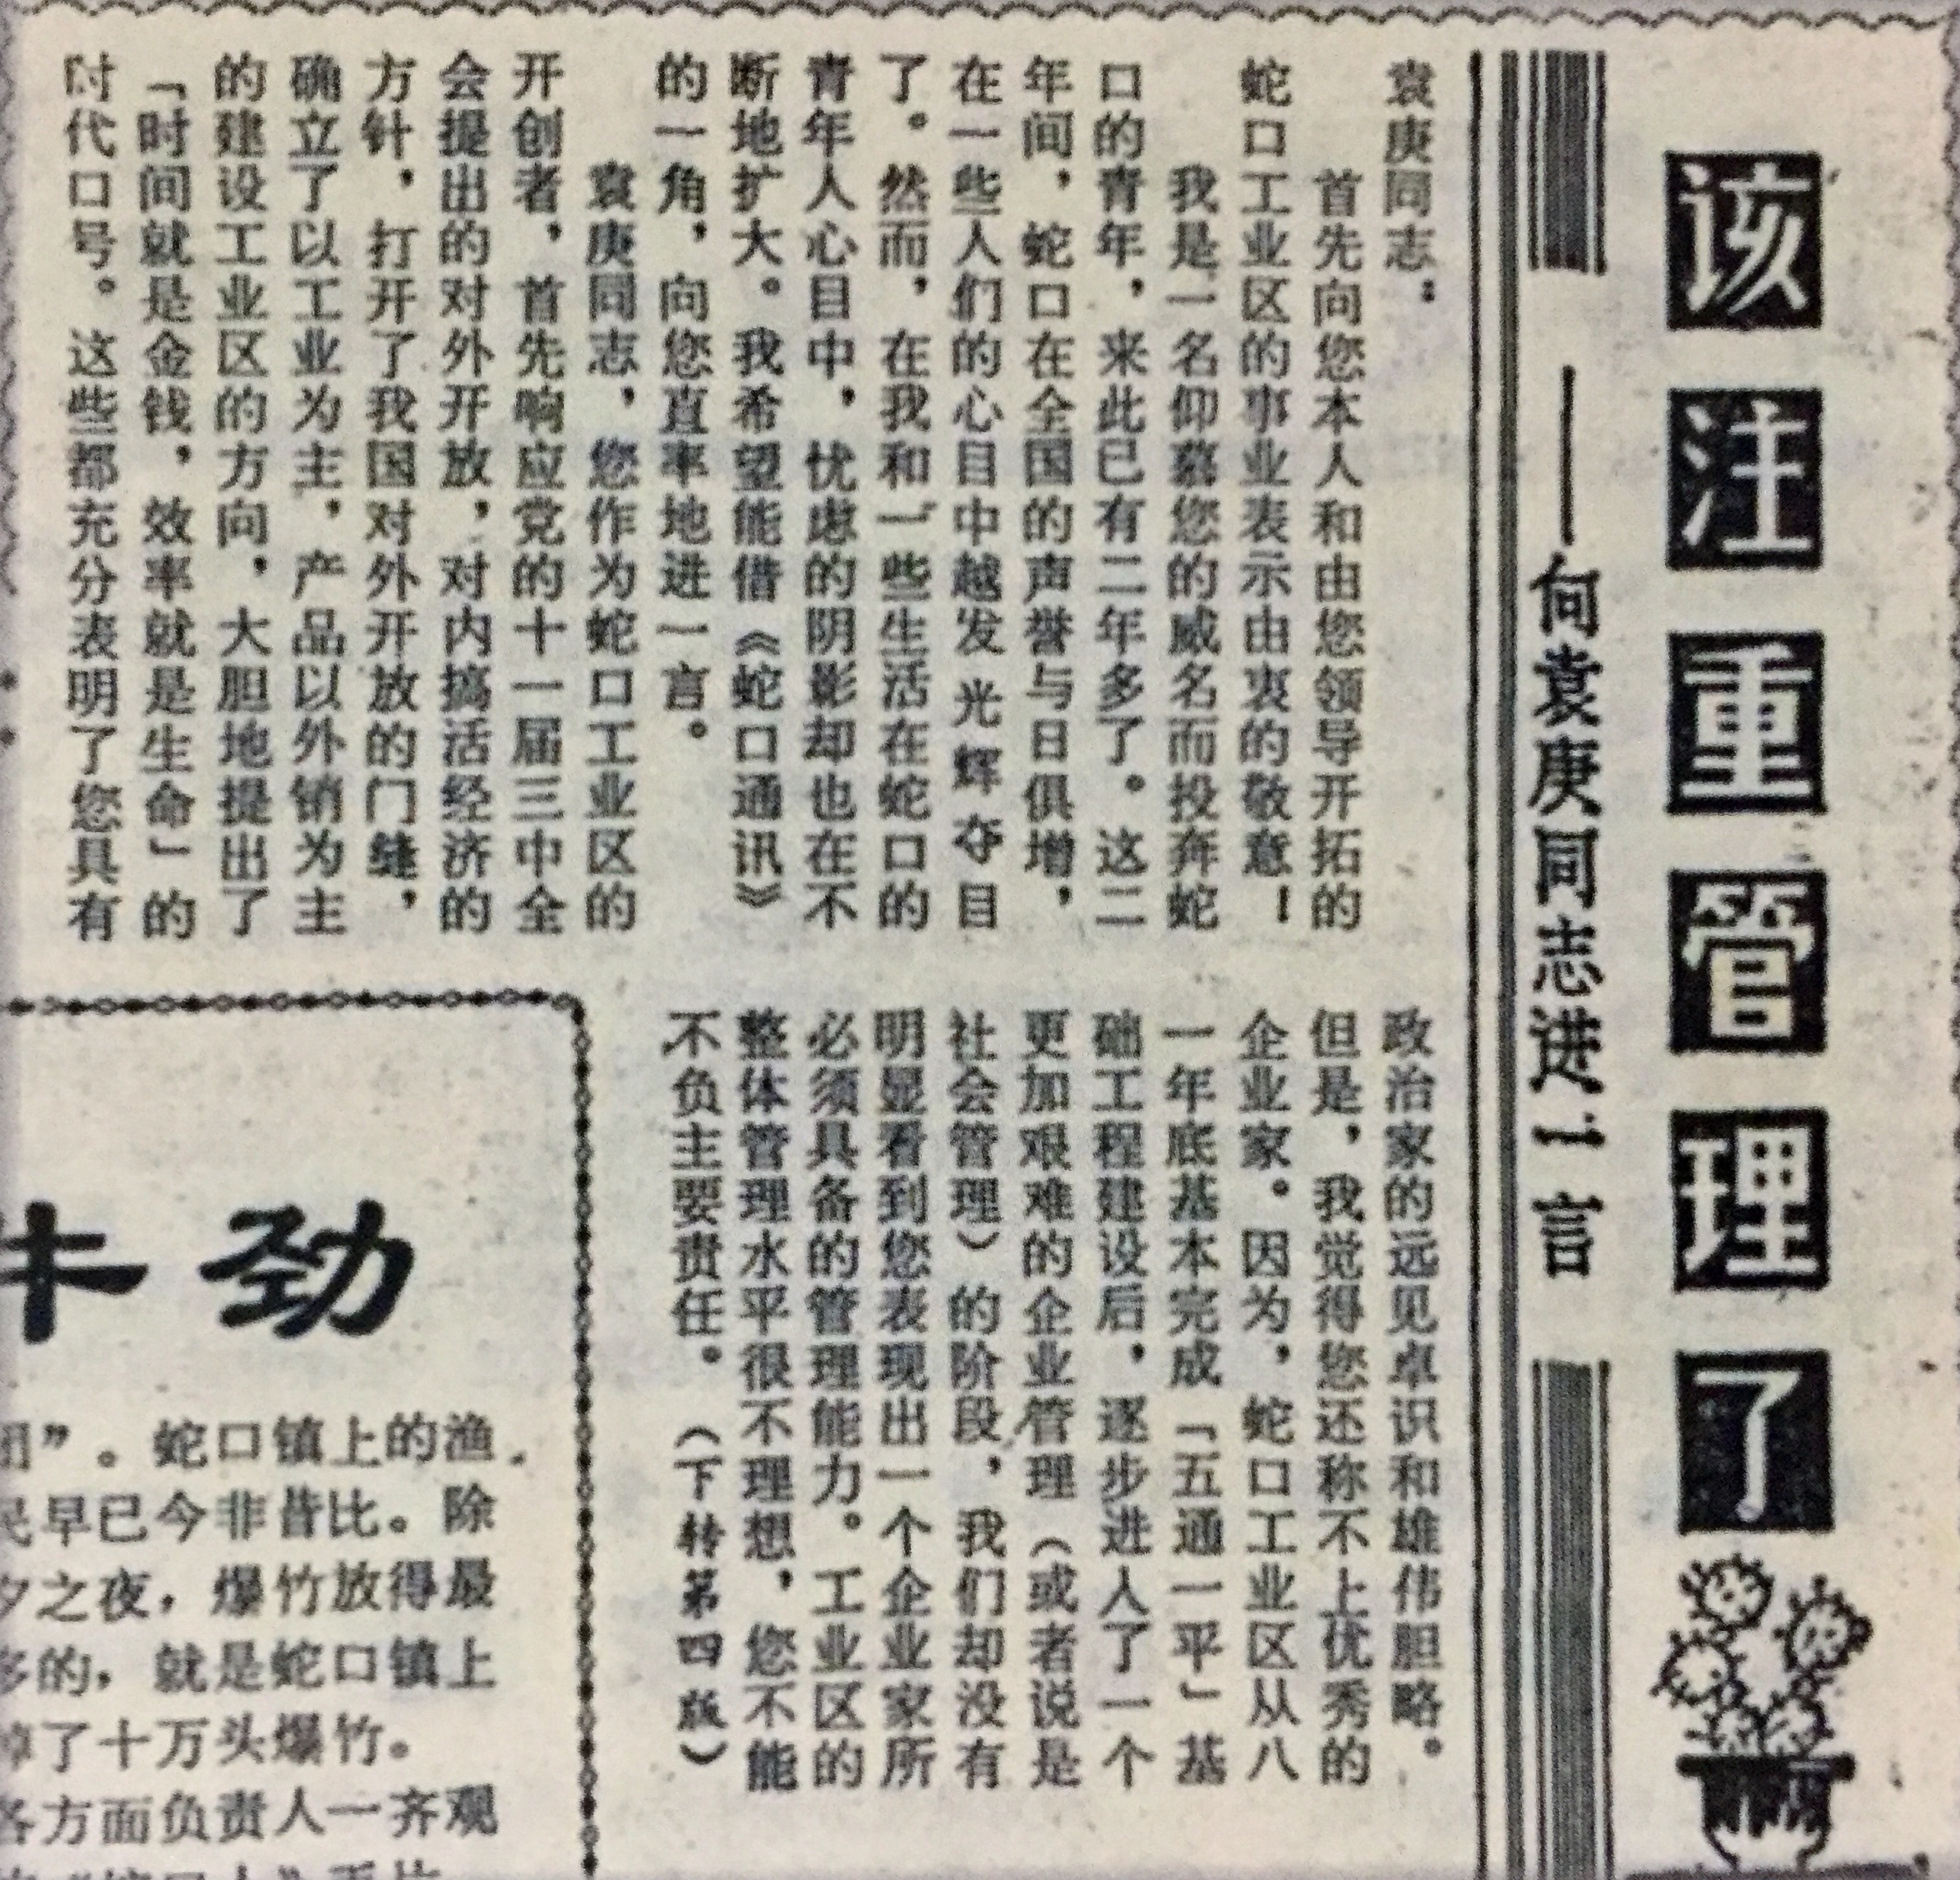 该注重管理了
——向袁庚同志进一言
袁庚同志：
首先向您本人和由您领导开拓的
蛇口工业区的事业表示由衷的敬意！
我是一名仰慕您的威名而投奔蛇
口的青年，来此已有二年多了。这二
年间，蛇口在全国的声誉与日俱增，
在一些人们的心目中越发光辉夺目
了。然而，在我和一些生活在蛇口的
青年人心目中，忧虑的阴影却也在不
断地扩大。我希望能借《蛇口通讯》
的一角，向您直率地进一言。
袁庚同志，您作为蛇口工业区的
开创者，首先响应党的十一届三中全
会提出的对外开放，对内搞活经济的
方针，打开了我国对外开放的门缝，
确立了以工业为主，产品以外销为主
的建设工业区的方向，大胆地提出了
「时间就是金钱，效率就是生命」的
时代口号。这些都充分表明了您具有
政治家的远见卓识和雄伟胆略。
但是，我觉得您还称不上优秀的
企业家。因为，蛇口工业区从八
一年底基本完成「五通一平」基
础工程建设后，逐步进入了一个
更加艰难的企业管理（或者说是
社会管理）的阶段，我们却没有
明显看到您表现出一个企业家所
必须具备的管理能力。工业区的
整体管理水平很不理想，您不能
不负主要责任。（下转第四版）
牛劲
”。蛇口镇上的渔
民早已今非昔比。除
夕之夜，爆竹放得最
多的，就是蛇口镇上
了十万头爆竹。
各方面负责人一齐观